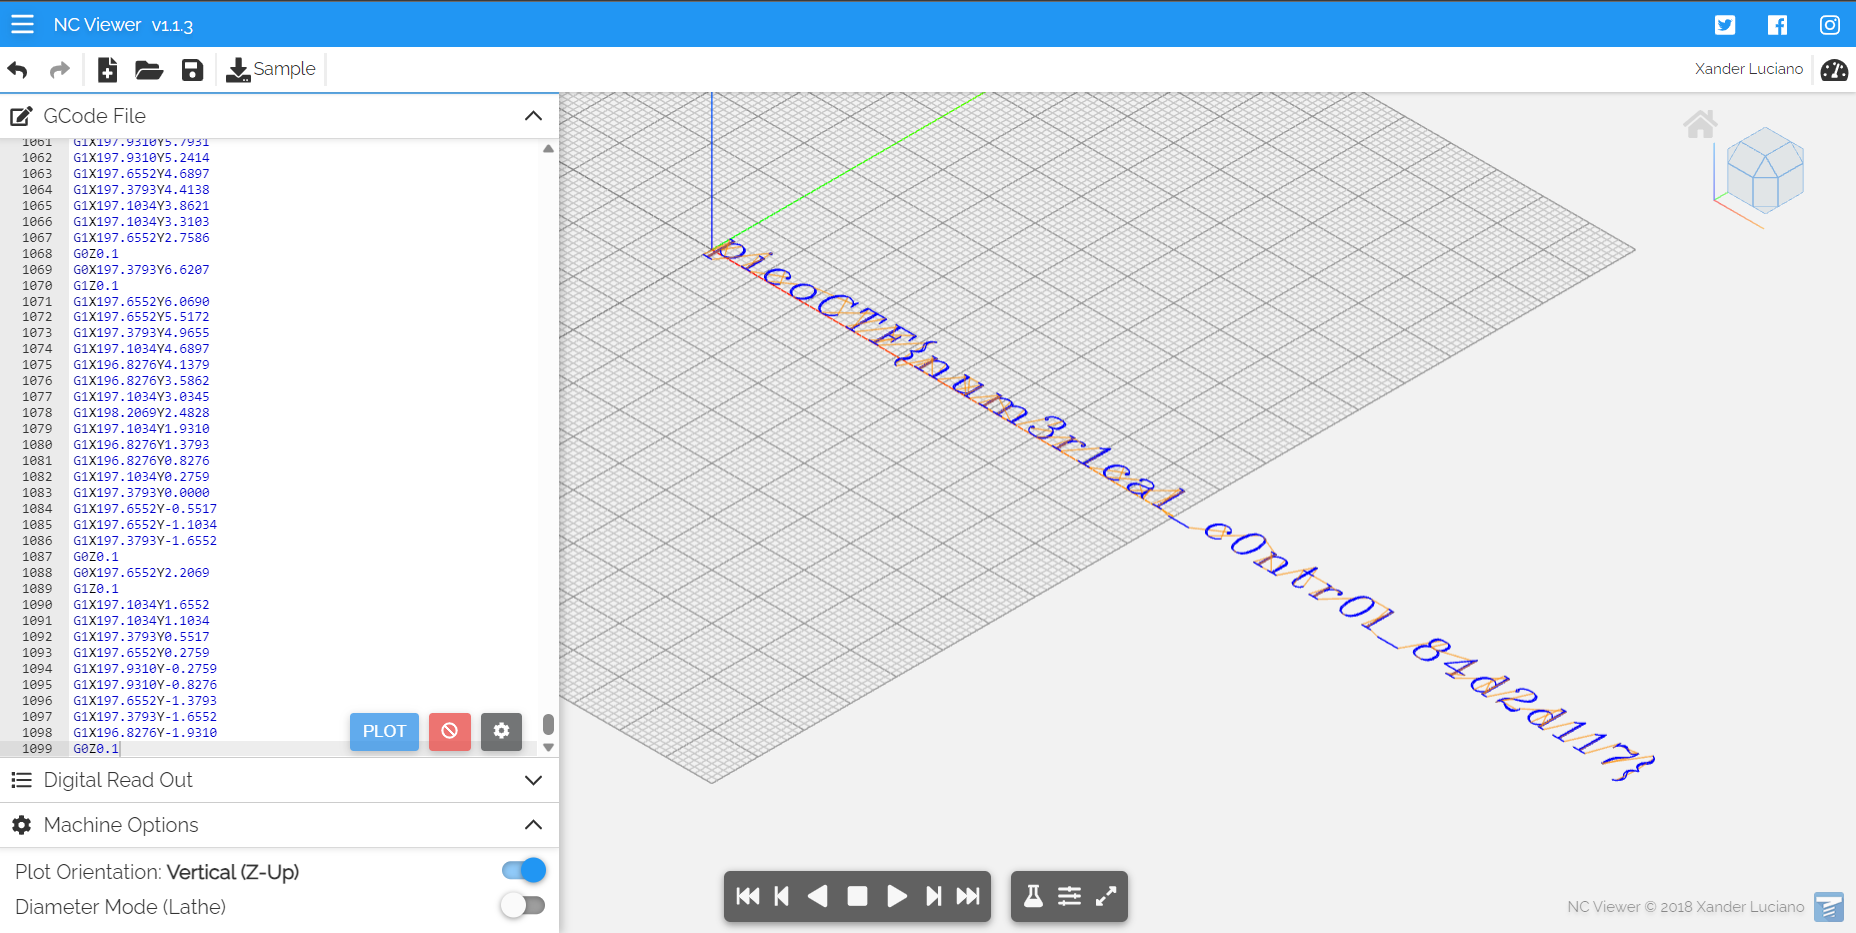 NC Viewer v1.1.3
Sample
Xander Luciano
GCode File
1061 G1X197.9310Y5.7931
1062 G1X197.9310Y5.2414
1063 G1X197.6552Y4.6897
1064 G1X197.3793Y4.4138
1065 G1X197.1034Y3.8621
1066 G1X197.1034Y3.3103
1067 G1X197.6552Y2.7586
1068 G0Z0.1
1069 G0X197.3793Y6.6207
1070 G1Z0.1
1071 G1X197.6552Y6.0690
1072 G1X197.6552Y5.5172
1073 G1X197.3793Y4.9655
1074 G1X197.1034Y4.6897
1075 G1X196.8276Y4.1379
1076 G1X196.8276Y3.5862
1077 G1X197.1034Y3.0345
1078 G1X198.2069Y2.4828
1079 G1X197.1034Y1.9310
1080 G1X196.8276Y1.3793
1081 G1X196.8276Y0.8276
1082 G1X197.1034Y0.2759
1083 G1X197.3793Y0.0000
1084 G1X197.6552Y-0.5517
1085 G1X197.6552Y-1.1034
1086 G1X197.3793Y-1.6552
1087 G0Z0.1
1088 G0X197.6552Y2.2069
1089 G1Z0.1
1090 G1X197.1034Y1.6552
1091 G1X197.1034Y1.1034
1092 G1X197.3793Y0.5517
1093 G1X197.6552Y0.2759
1094 G1X197.9310Y-0.2759
1095 G1X197.9310Y-0.8276
1096 G1X197.6552Y-1.3793
1097 G1X197.3793Y-1.6552
1098 G1X196.8276Y-1.9310
1099 G0Z0.1
PLOT
Digital Read Out
Machine Options
Plot Orientation: Vertical (Z-Up)
Diameter Mode (Lathe)
picoCTF{num3r1cal_c0ntr0l_84d2d117}
NC Viewer © 2018 Xander Luciano